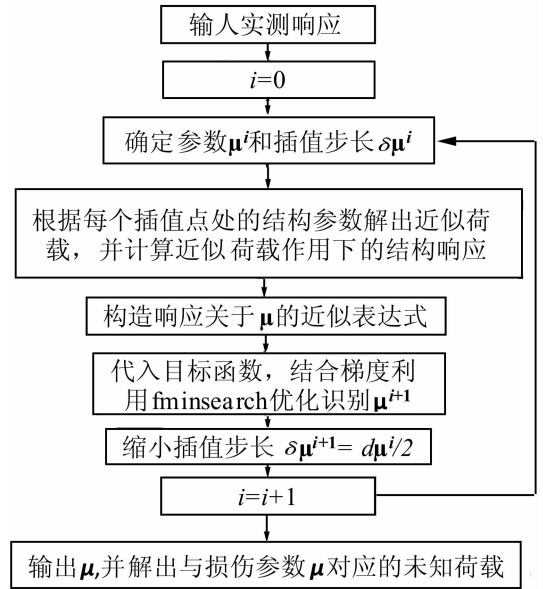 输人实测响应
i=0
确定参数μⁱ和插值步长δμⁱ
根据每个插值点处的结构参数解出近似荷
载，并计算近似荷载作用下的结构响应
构造响应关于μ的近似表达式
代入目标函数，结合梯度利
用fminsearch优化识别μⁱ⁺¹
缩小插值步长 δμⁱ⁺¹= dμⁱ/2
i=i+1
输出μ,并解出与损伤参数μ对应的未知荷载